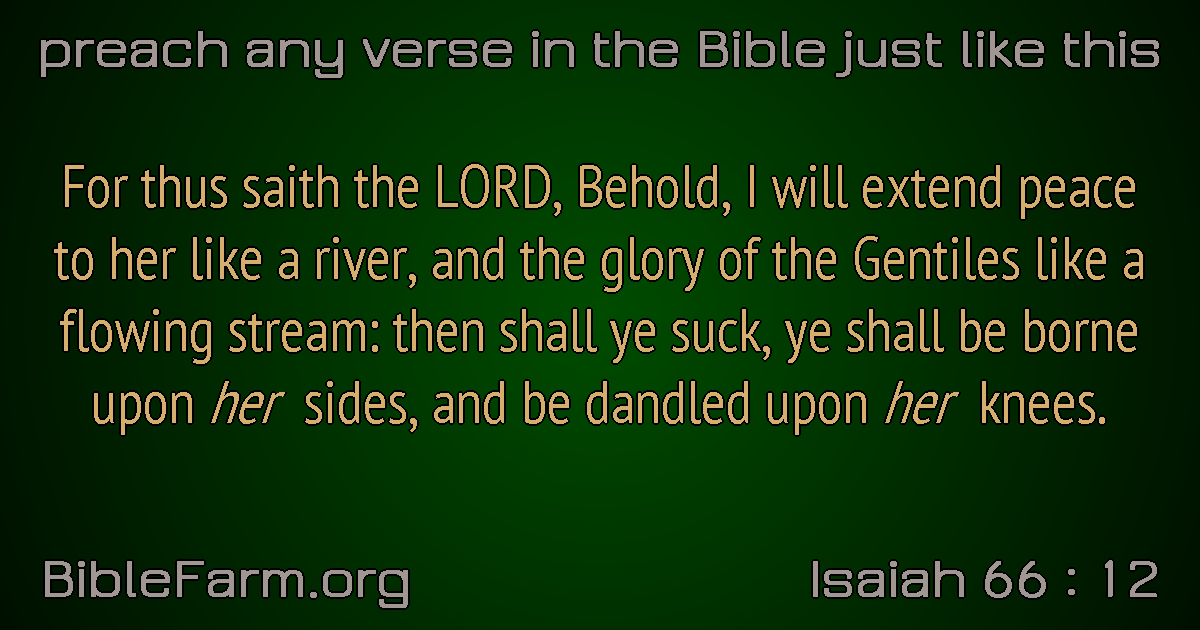 preach any verse in the Bible just like this
For thus saith the LORD, Behold, I will extend peace
to her like a river, and the glory of the Gentiles like a
flowing stream: then shall ye suck, ye shall be borne
upon her sides, and be dandled upon her knees.
BibleFarm.org
Isaiah 66 : 12